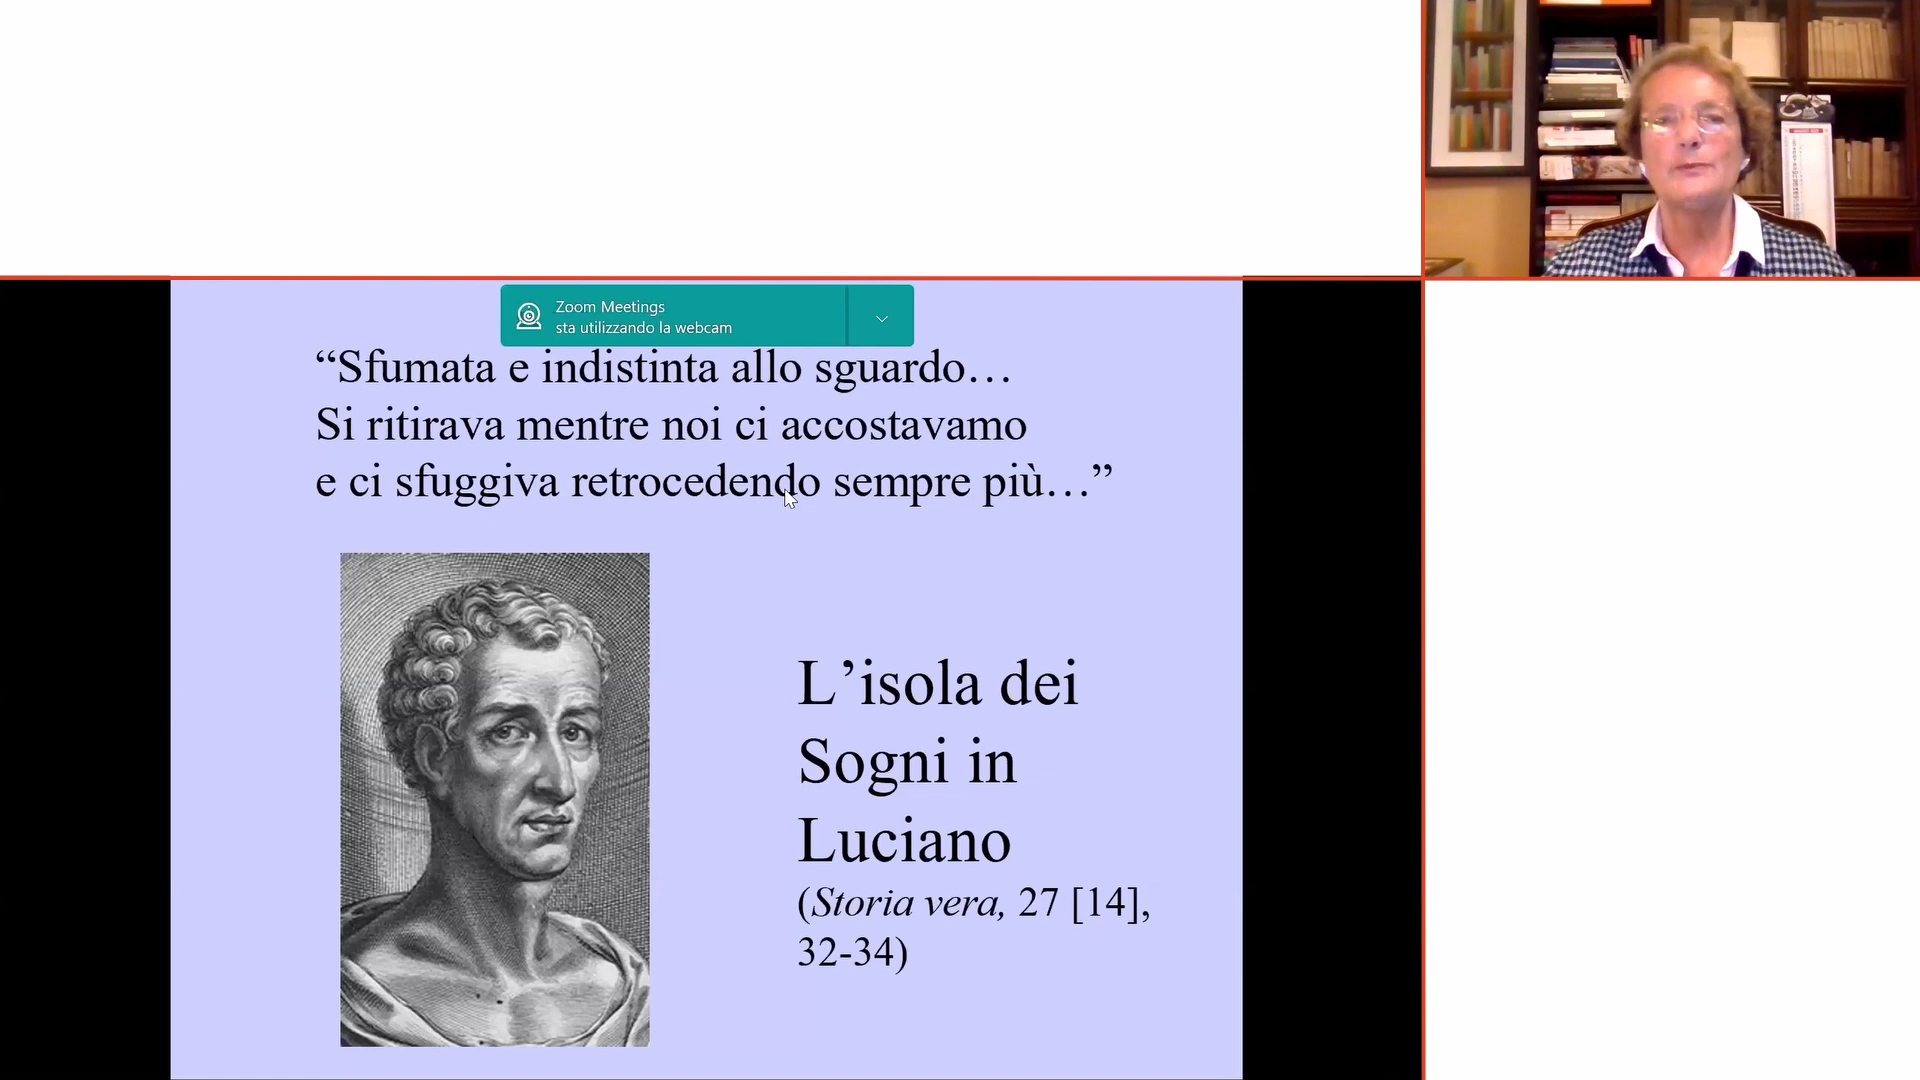 Zoom Meetings
sta utilizzando la webcam
“Sfumata e indistinta allo sguardo…
Si ritirava mentre noi ci accostavamo
e ci sfuggiva retrocedendo sempre più…”
L’isola dei
Sogni in
Luciano
(Storia vera, 27 [14],
32-34)